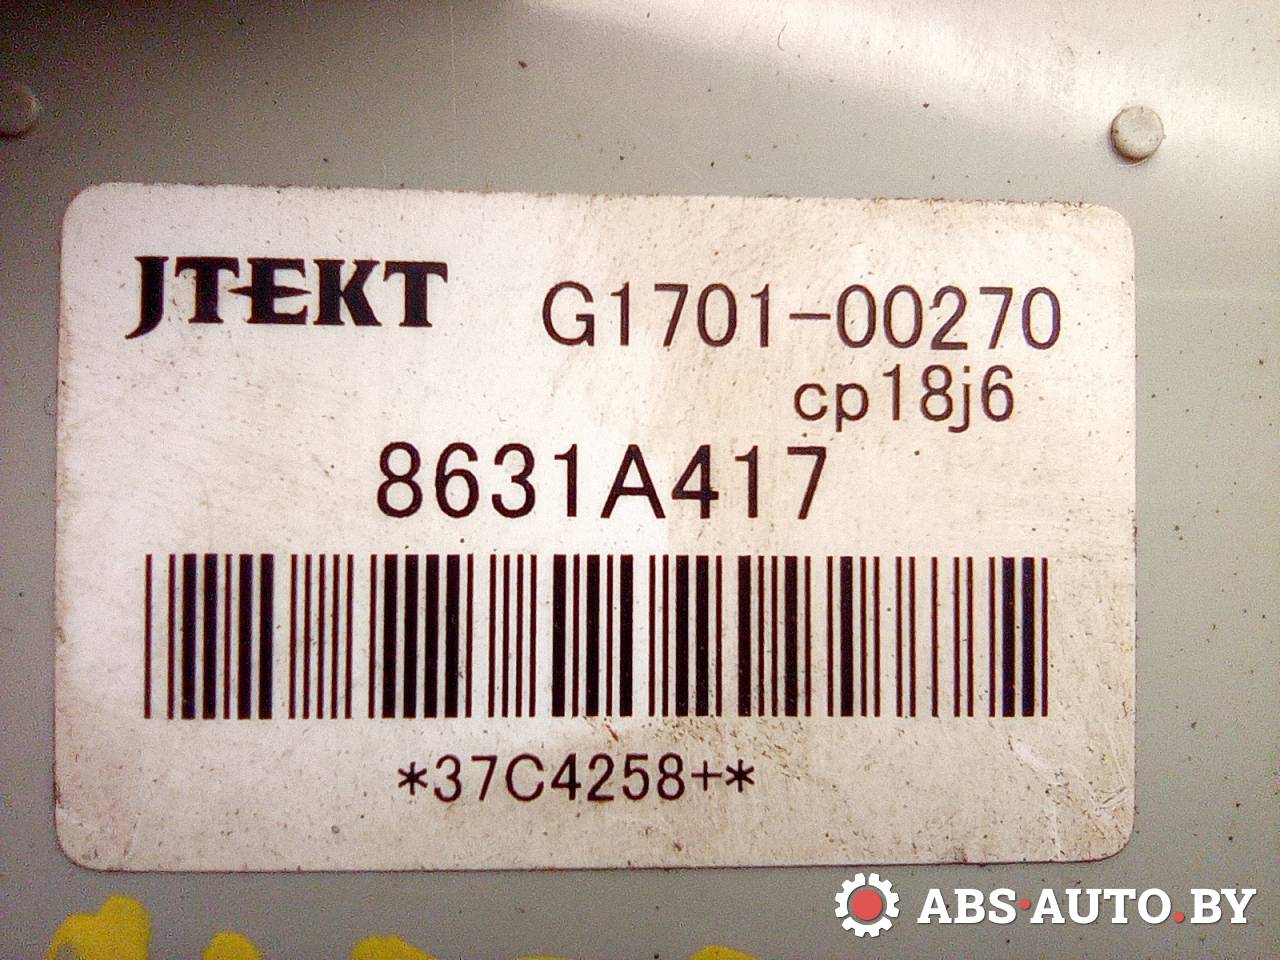 JTEKT G1701-00270
cp18j6
8631A417
*37C4258+*
ABS·AUTO.BY